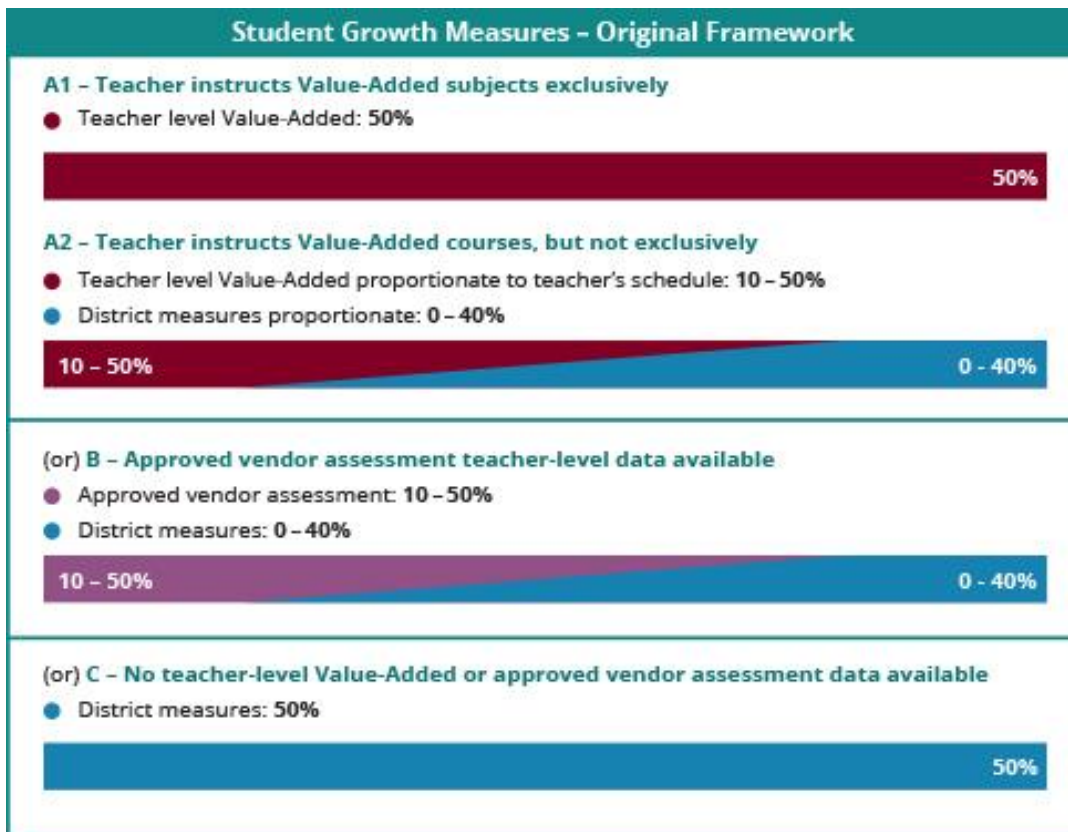 Student Growth Measures – Original Framework
A1 – Teacher instructs Value-Added subjects exclusively
Teacher level Value-Added: 50%
50%
A2 – Teacher instructs Value-Added courses, but not exclusively
Teacher level Value-Added proportionate to teacher's schedule: 10 – 50%
District measures proportionate: 0 – 40%
10 – 50% 0 - 40%
(or) B – Approved vendor assessment teacher-level data available
Approved vendor assessment: 10 – 50%
District measures: 0 – 40%
10 – 50% 0 - 40%
(or) C – No teacher-level Value-Added or approved vendor assessment data available
District measures: 50%
50%